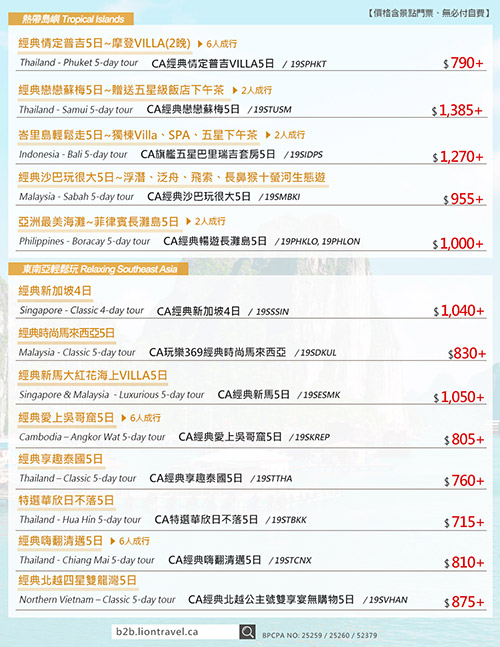 熱帶島嶼 Tropical Islands
【價格含景點門票、無必付自費】
經典情定普吉5日~摩登VILLA(2晚) ▶ 6人成行
Thailand - Phuket 5-day tour CA經典情定普吉VILLA5日 / 19SPHKT $ 790+
經典戀戀蘇梅5日~贈送五星級飯店下午茶 ▶ 2人成行
Thailand - Samui 5-day tour CA經典戀戀蘇梅5日 / 19STUSM $ 1,385+
峇里島輕鬆走5日~獨棟Villa、SPA、五星下午茶 ▶ 2人成行
Indonesia - Bali 5-day tour CA旗艦五星巴里瑞吉套房5日 / 19SIDPS $ 1,270+
經典沙巴玩很大5日~浮潛、泛舟、飛索、長鼻猴十螢河生態遊
Malaysia - Sabah 5-day tour CA經典沙巴玩很大5日 / 19SMBKI $ 955+
亞洲最美海灘~菲律賓長灘島5日 ▶ 2人成行
Philippines - Boracay 5-day tour CA經典暢遊長灘島5日 / 19PHKLO, 19PHLON $ 1,000+
東南亞輕鬆玩 Relaxing Southeast Asia
經典新加坡4日
Singapore - Classic 4-day tour CA經典新加坡4日 / 19SSSIN $ 1,040+
經典時尚馬來西亞5日
Malaysia - Classic 5-day tour CA玩樂369經典時尚馬來西亞 / 19SDKUL $830+
經典新馬大紅花海上VILLA5日
Singapore & Malaysia - Luxurious 5-day tour CA經典新馬5日 / 19SESMK $ 1,050+
經典愛上吳哥窟5日 ▶ 6人成行
Cambodia – Angkor Wat 5-day tour CA經典愛上吳哥窟5日 / 19SKREP $ 805+
經典享趣泰國5日
Thailand – Classic 5-day tour CA經典享趣泰國5日 / 19STTHA $ 760+
特選華欣日不落5日
Thailand - Hua Hin 5-day tour CA特選華欣日不落5日 / 19STBKK $ 715+
經典嗨翻清邁5日 ▶ 6人成行
Thailand - Chiang Mai 5-day tour CA經典嗨翻清邁5日 / 19STCNX $ 810+
經典北越四星雙龍灣5日
Northern Vietnam – Classic 5-day tour CA經典北越公主號雙享宴無購物5日 / 19SVHAN $ 875+
b2b.liontravel.ca BPCPA NO: 25259 / 25260 / 52379